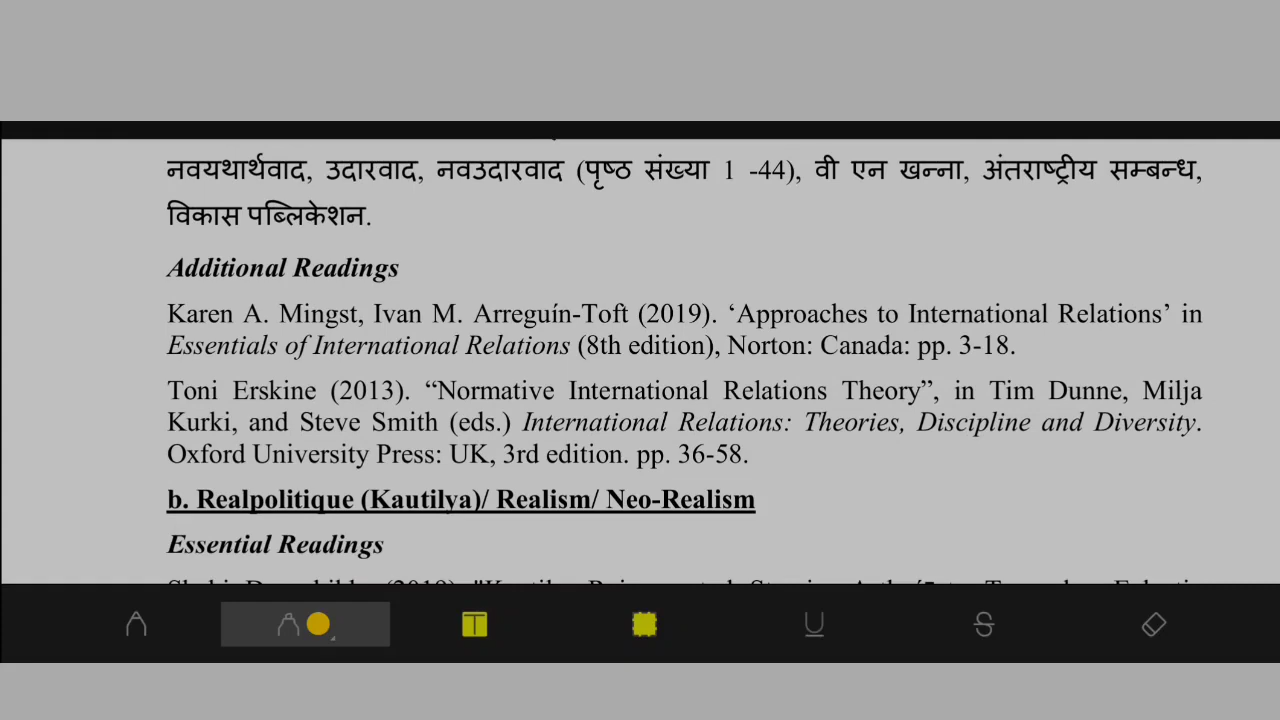 नवयथार्थवाद, उदारवाद, नवउदारवाद (पृष्ठ संख्या 1 -44), वी एन खन्ना, अंतराष्ट्रीय सम्बन्ध,
विकास पब्लिकेशन.
Additional Readings
Karen A. Mingst, Ivan M. Arreguín-Toft (2019). ‘Approaches to International Relations’ in
Essentials of International Relations (8th edition), Norton: Canada: pp. 3-18.
Toni Erskine (2013). “Normative International Relations Theory”, in Tim Dunne, Milja
Kurki, and Steve Smith (eds.) International Relations: Theories, Discipline and Diversity.
Oxford University Press: UK, 3rd edition. pp. 36-58.
b. Realpolitique (Kautilya)/ Realism/ Neo-Realism
Essential Readings